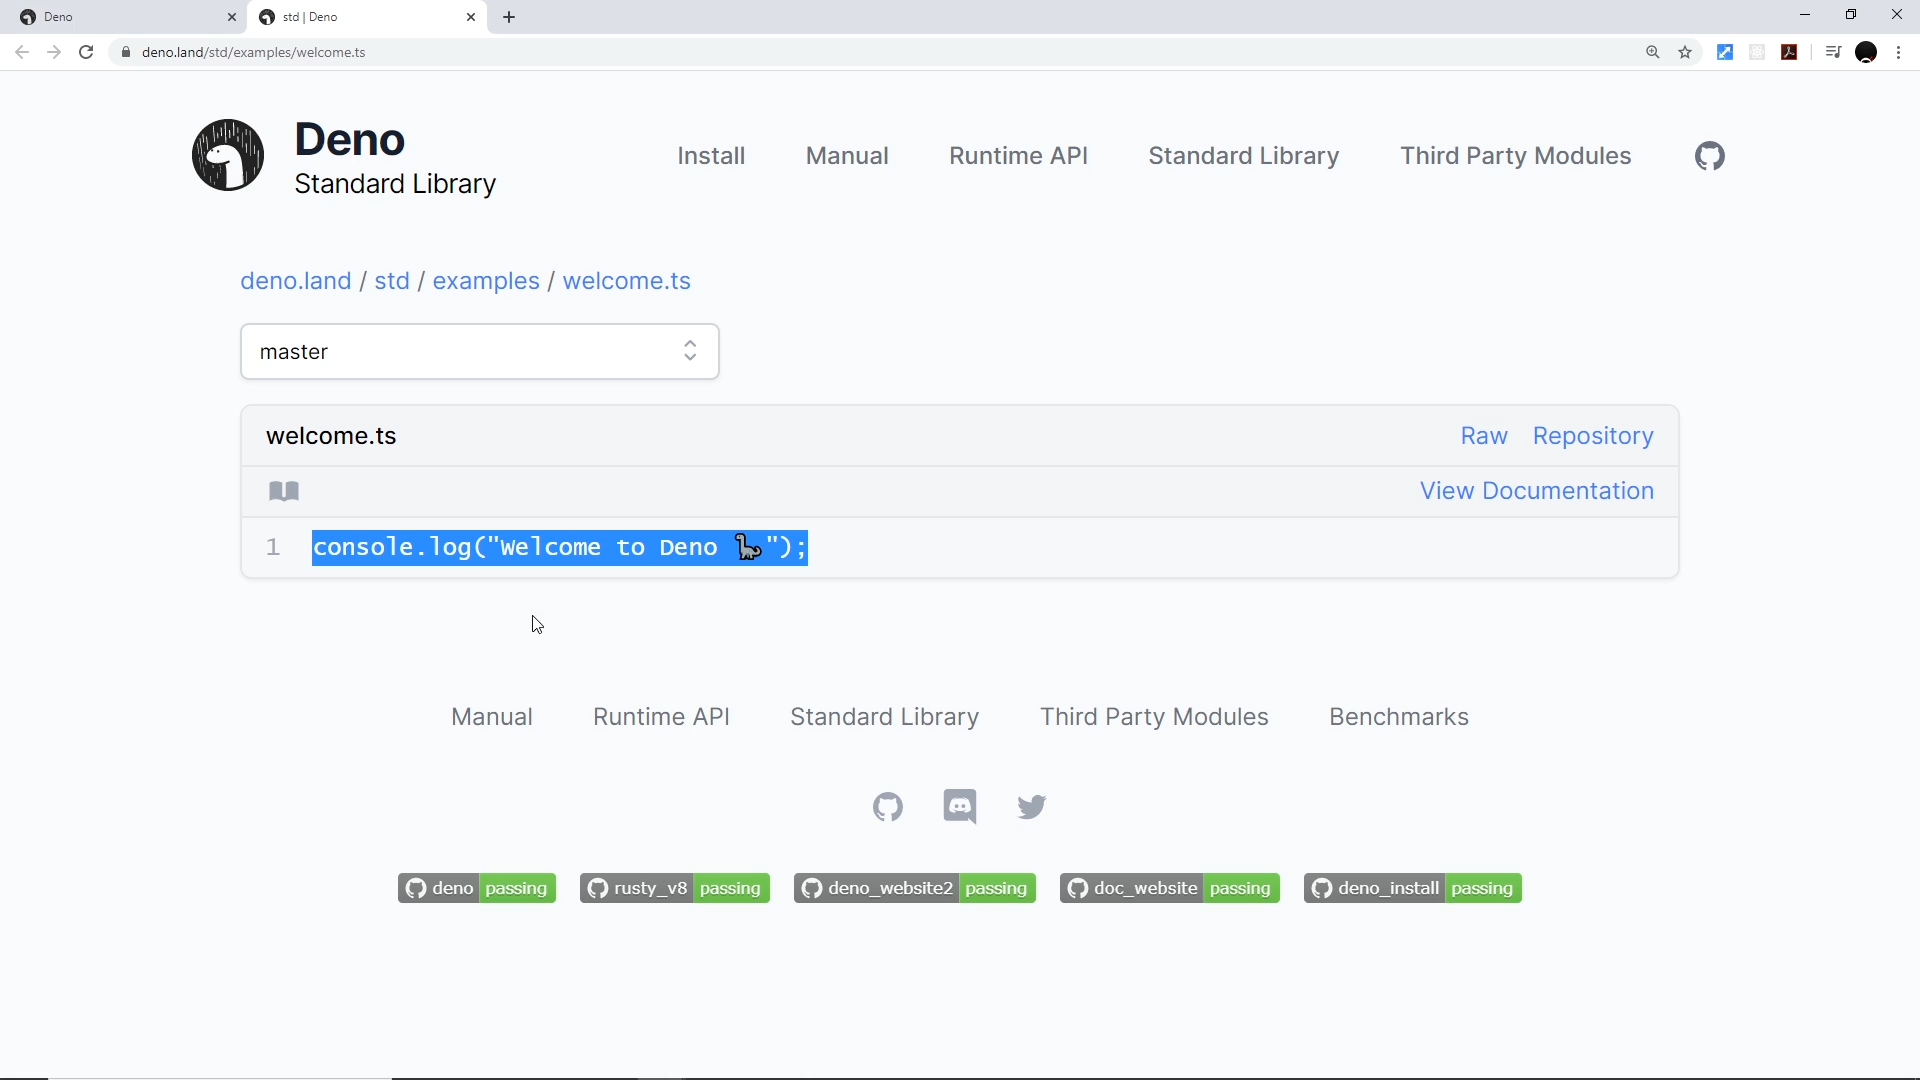 Deno
std | Deno
deno.land/std/examples/welcome.ts
Deno
Standard Library
Install
Manual
Runtime API
Standard Library
Third Party Modules
deno.land / std / examples / welcome.ts
master
welcome.ts
Raw
Repository
View Documentation
1 console.log("Welcome to Deno 🦕");
Manual
Runtime API
Standard Library
Third Party Modules
Benchmarks
deno passing
rusty_v8 passing
deno_website2 passing
doc_website passing
deno_install passing